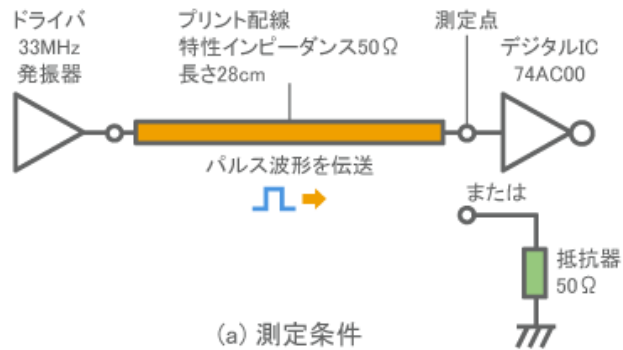 ドライバ
33MHz
発振器
プリント配線
特性インピーダンス50Ω
長さ28cm
測定点
デジタルIC
74AC00
パルス波形を伝送
または
抵抗器
50Ω
(a) 測定条件